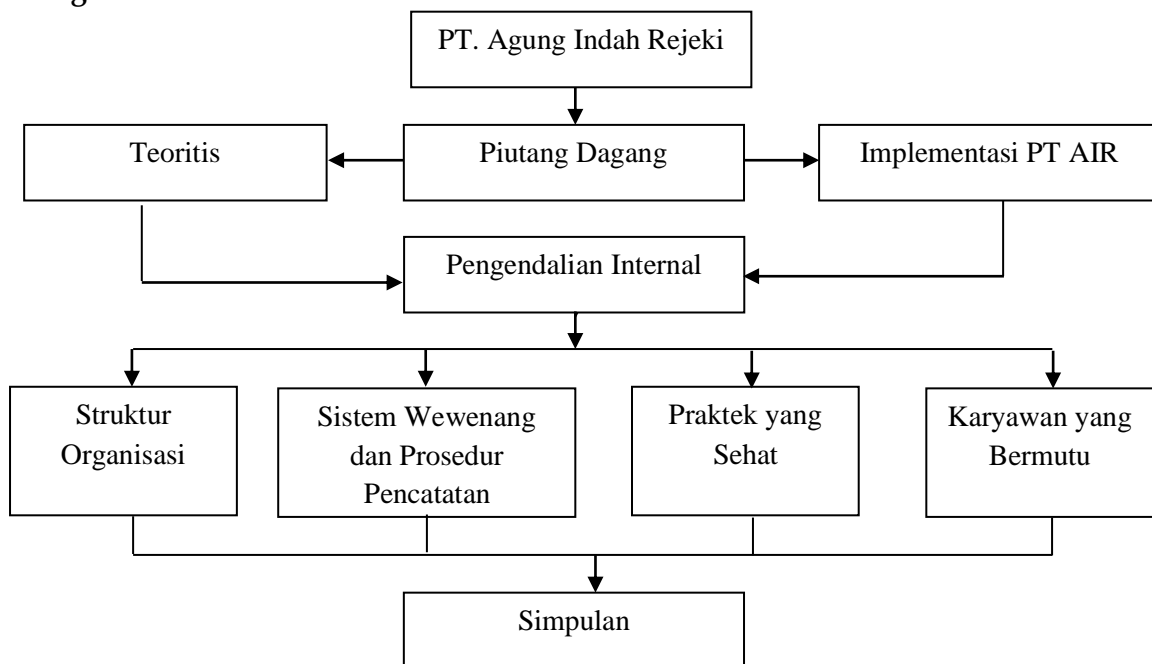 PT. Agung Indah Rejeki
Teoritis
Piutang Dagang
Implementasi PT AIR
Pengendalian Internal
Struktur
Organisasi
Sistem Wewenang
dan Prosedur
Pencatatan
Praktek yang
Sehat
Karyawan yang
Bermutu
Simpulan